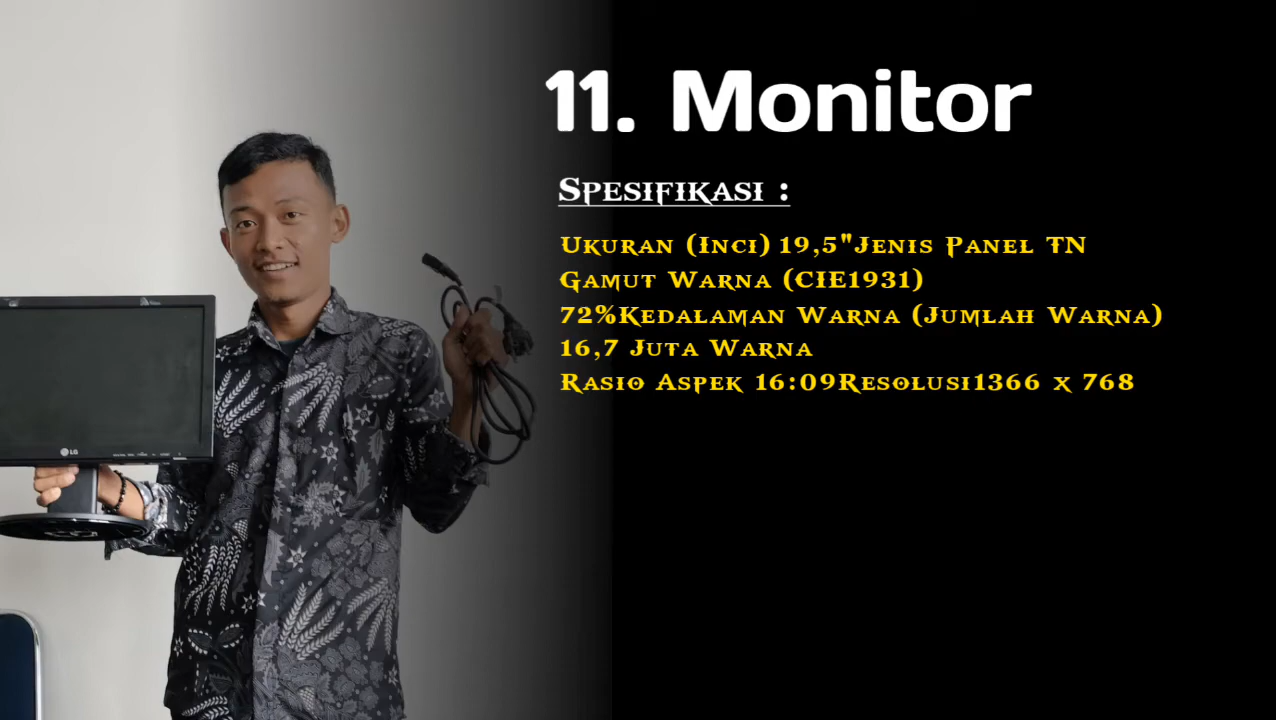 11. Monitor
Spesifikasi :
Ukuran (Inci) 19,5"Jenis Panel TN
Gamut Warna (CIE1931)
72%Kedalaman Warna (Jumlah Warna)
16,7 Juta Warna
Rasio Aspek 16:09Resolusi1366 x 768
LG